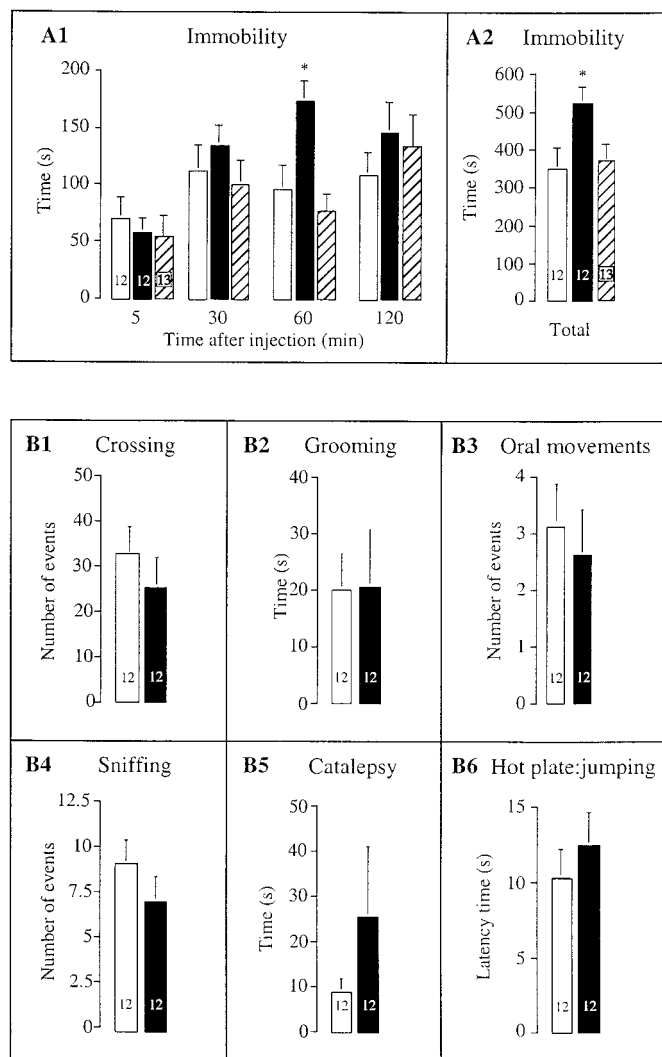 A1 Immobility
200
150
100
50
0
Time (s)
*
12 12 13
5 30 60 120
Time after injection (min)
A2 Immobility
600
500
400
300
200
100
0
Time (s)
*
12 12 13
Total
B1 Crossing
50
40
30
20
10
0
Number of events
12 12
B2 Grooming
40
30
20
10
0
Time (s)
12 12
B3 Oral movements
4
3
2
1
0
Number of events
12 12
B4 Sniffing
12.5
10
7.5
5
2.5
0
Number of events
12 12
B5 Catalepsy
50
40
30
20
10
0
Time (s)
12 12
B6 Hot plate:jumping
15
10
5
0
Latency time (s)
12 12